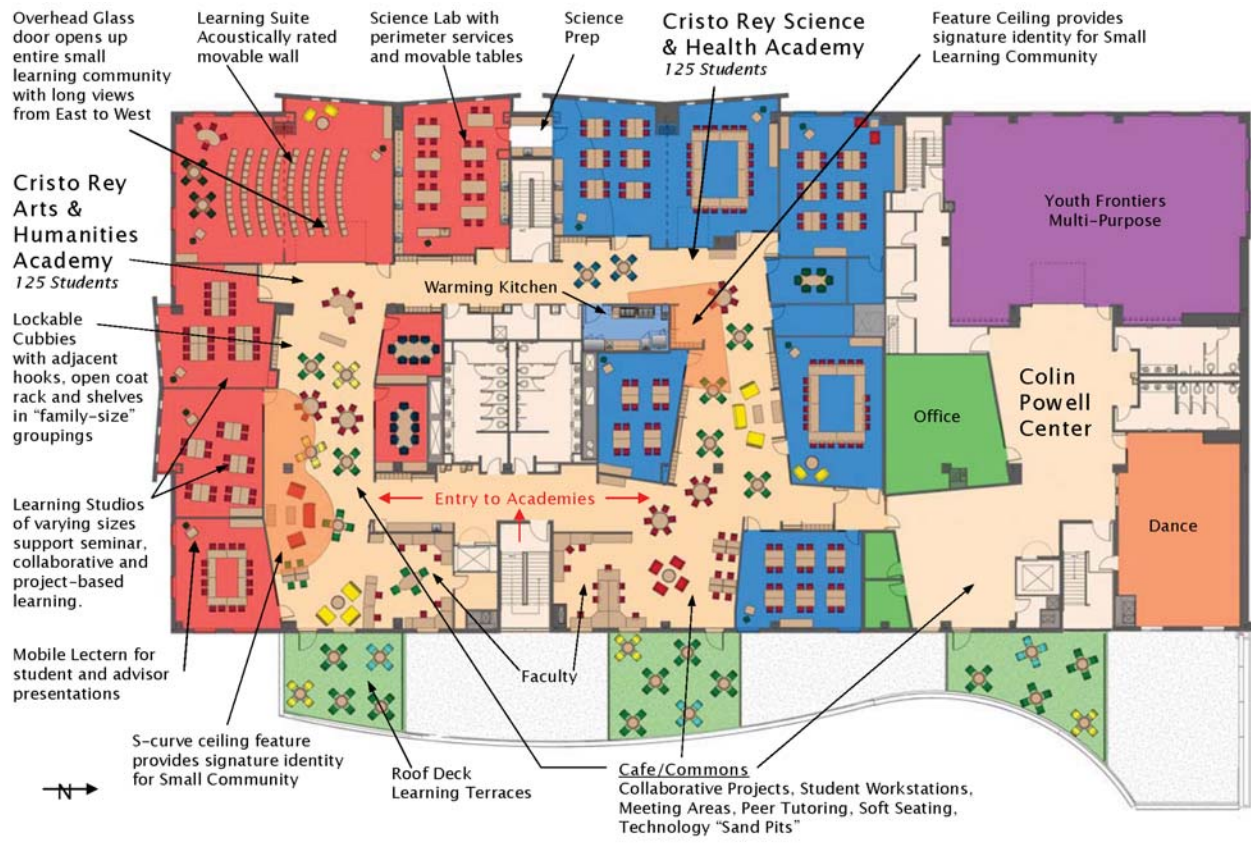 Overhead Glass
door opens up
entire small
learning community
with long views
from East to West
Learning Suite
Acoustically rated
movable wall
Science Lab with
perimeter services
and movable tables
Science
Prep
Cristo Rey Science
& Health Academy
125 Students
Feature Ceiling provides
signature identity for Small
Learning Community
Cristo Rey
Arts &
Humanities
Academy
125 Students
Youth Frontiers
Multi-Purpose
Warming Kitchen
Lockable
Cubbies
with adjacent
hooks, open coat
rack and shelves
in “family-size”
groupings
Office
Colin
Powell
Center
Entry to Academies
Dance
Learning Studios
of varying sizes
support seminar,
collaborative and
project-based
learning.
Mobile Lectern for
student and advisor
presentations
Faculty
S-curve ceiling feature
provides signature identity
for Small Community
Roof Deck
Learning Terraces
Cafe/Commons
Collaborative Projects, Student Workstations,
Meeting Areas, Peer Tutoring, Soft Seating,
Technology “Sand Pits”
N